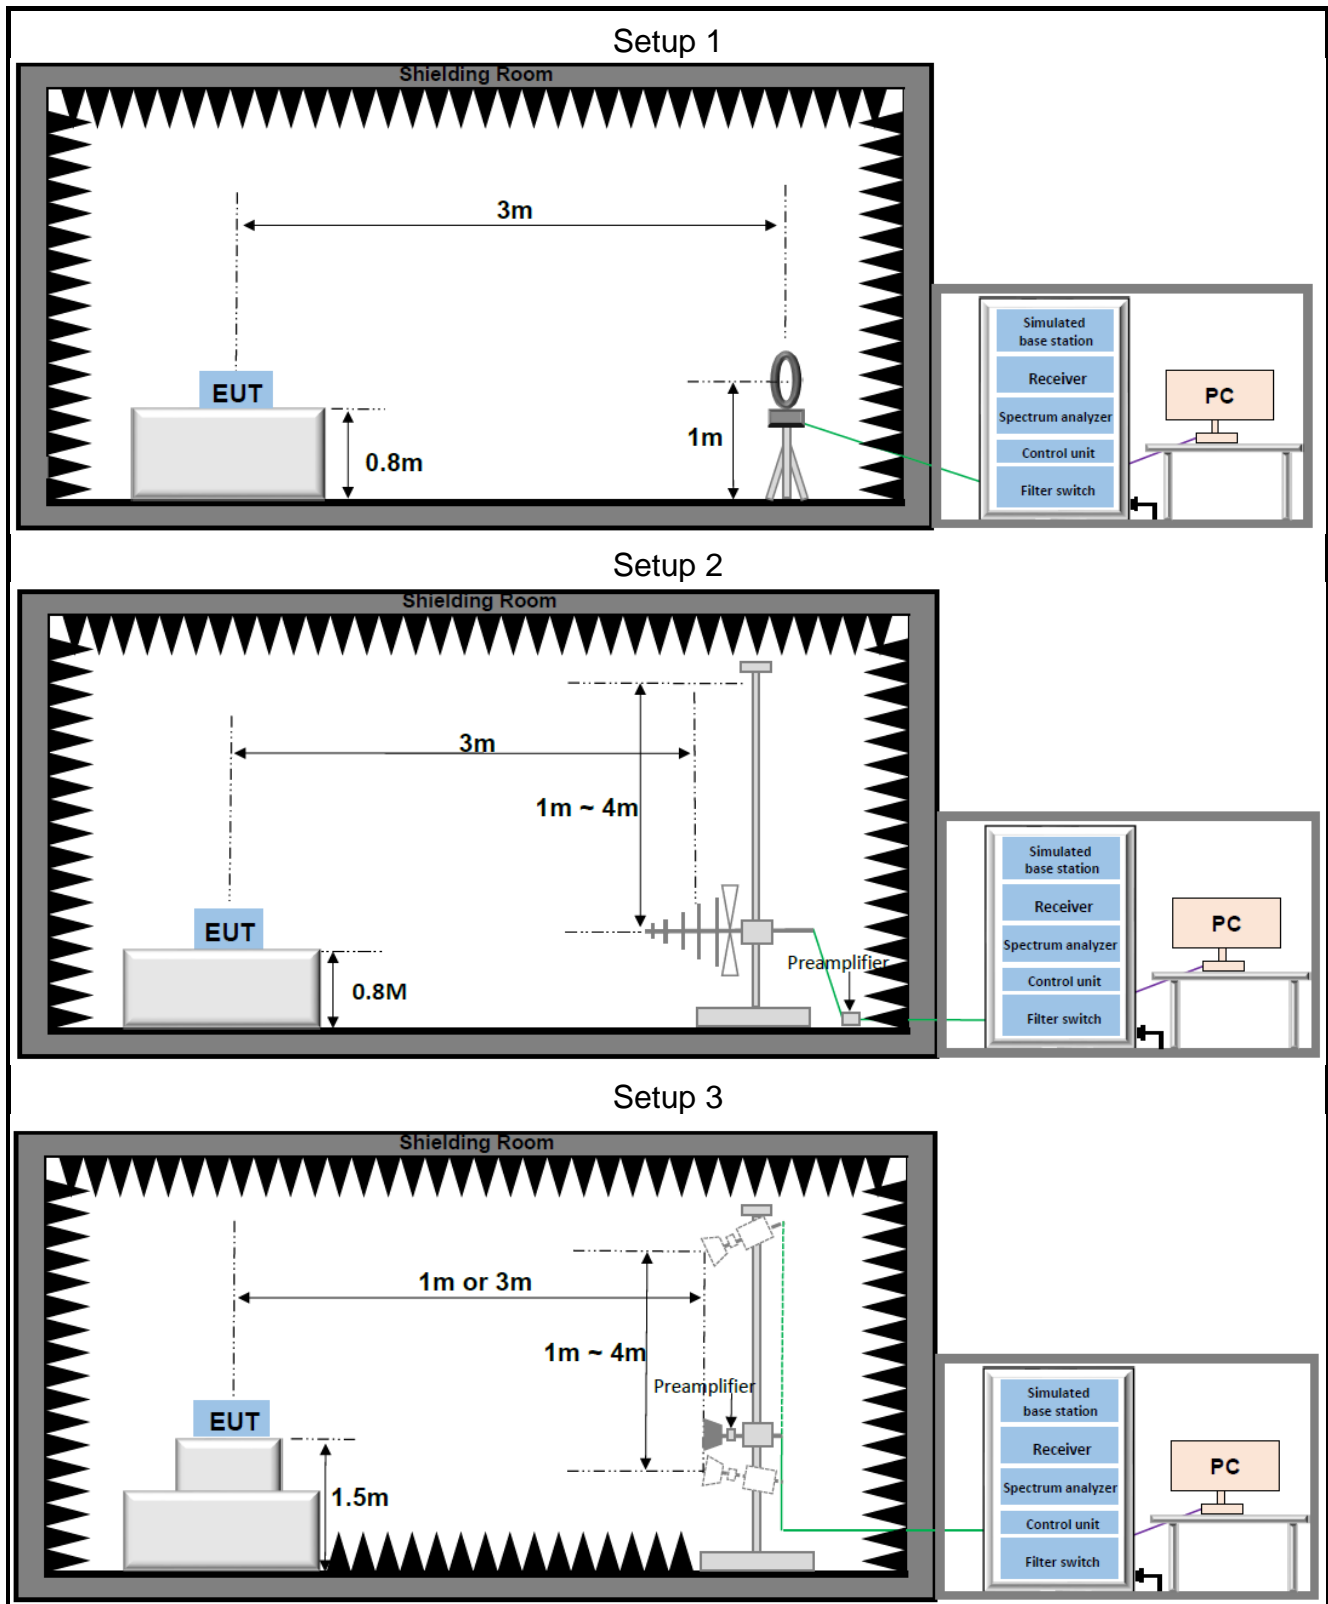 Setup 1
Shielding Room
3m
EUT
0.8m
1m
Simulated
base station
Receiver
Spectrum analyzer
Control unit
Filter switch
PC
Setup 2
Shielding Room
3m
1m ~ 4m
EUT
0.8M
Preamplifier
Simulated
base station
Receiver
Spectrum analyzer
Control unit
Filter switch
PC
Setup 3
Shielding Room
1m or 3m
1m ~ 4m
Preamplifier
EUT
1.5m
Simulated
base station
Receiver
Spectrum analyzer
Control unit
Filter switch
PC